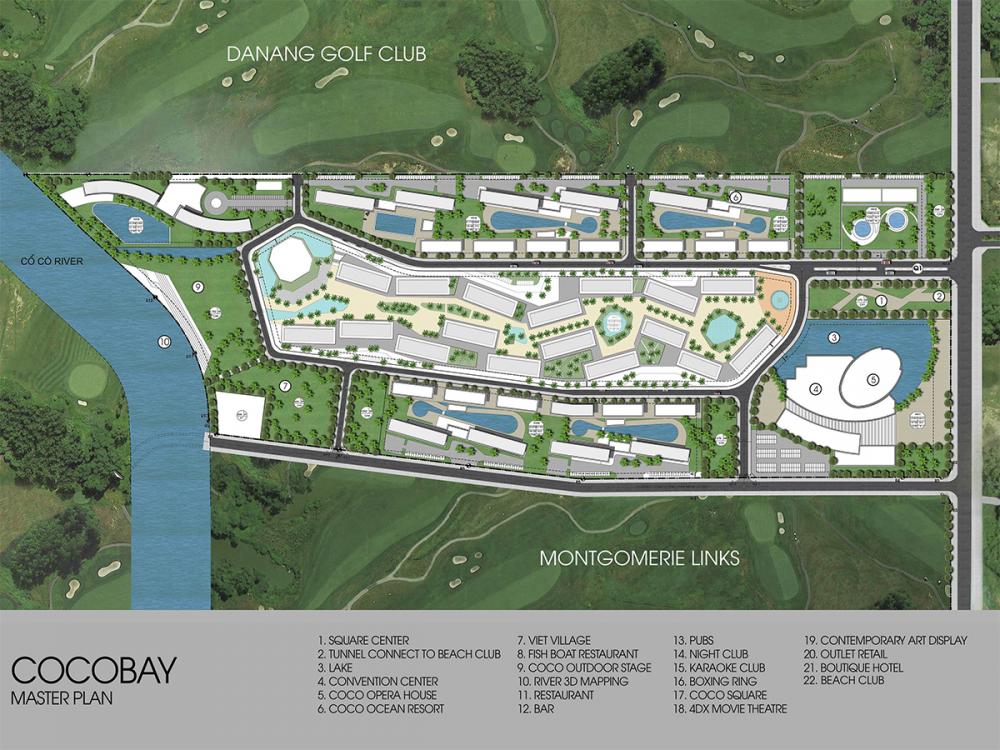 DANANG GOLF CLUB
6
CỔ CÒ RIVER
9
1
2
10
3
4
5
7
MONTGOMERIE LINKS
COCOBAY
MASTER PLAN
1. SQUARE CENTER
2. TUNNEL CONNECT TO BEACH CLUB
3. LAKE
4. CONVENTION CENTER
5. COCO OPERA HOUSE
6. COCO OCEAN RESORT
7. VIET VILLAGE
8. FISH BOAT RESTAURANT
9. COCO OUTDOOR STAGE
10. RIVER 3D MAPPING
11. RESTAURANT
12. BAR
13. PUBS
14. NIGHT CLUB
15. KARAOKE CLUB
16. BOXING RING
17. COCO SQUARE
18. 4DX MOVIE THEATRE
19. CONTEMPORARY ART DISPLAY
20. OUTLET RETAIL
21. BOUTIQUE HOTEL
22. BEACH CLUB